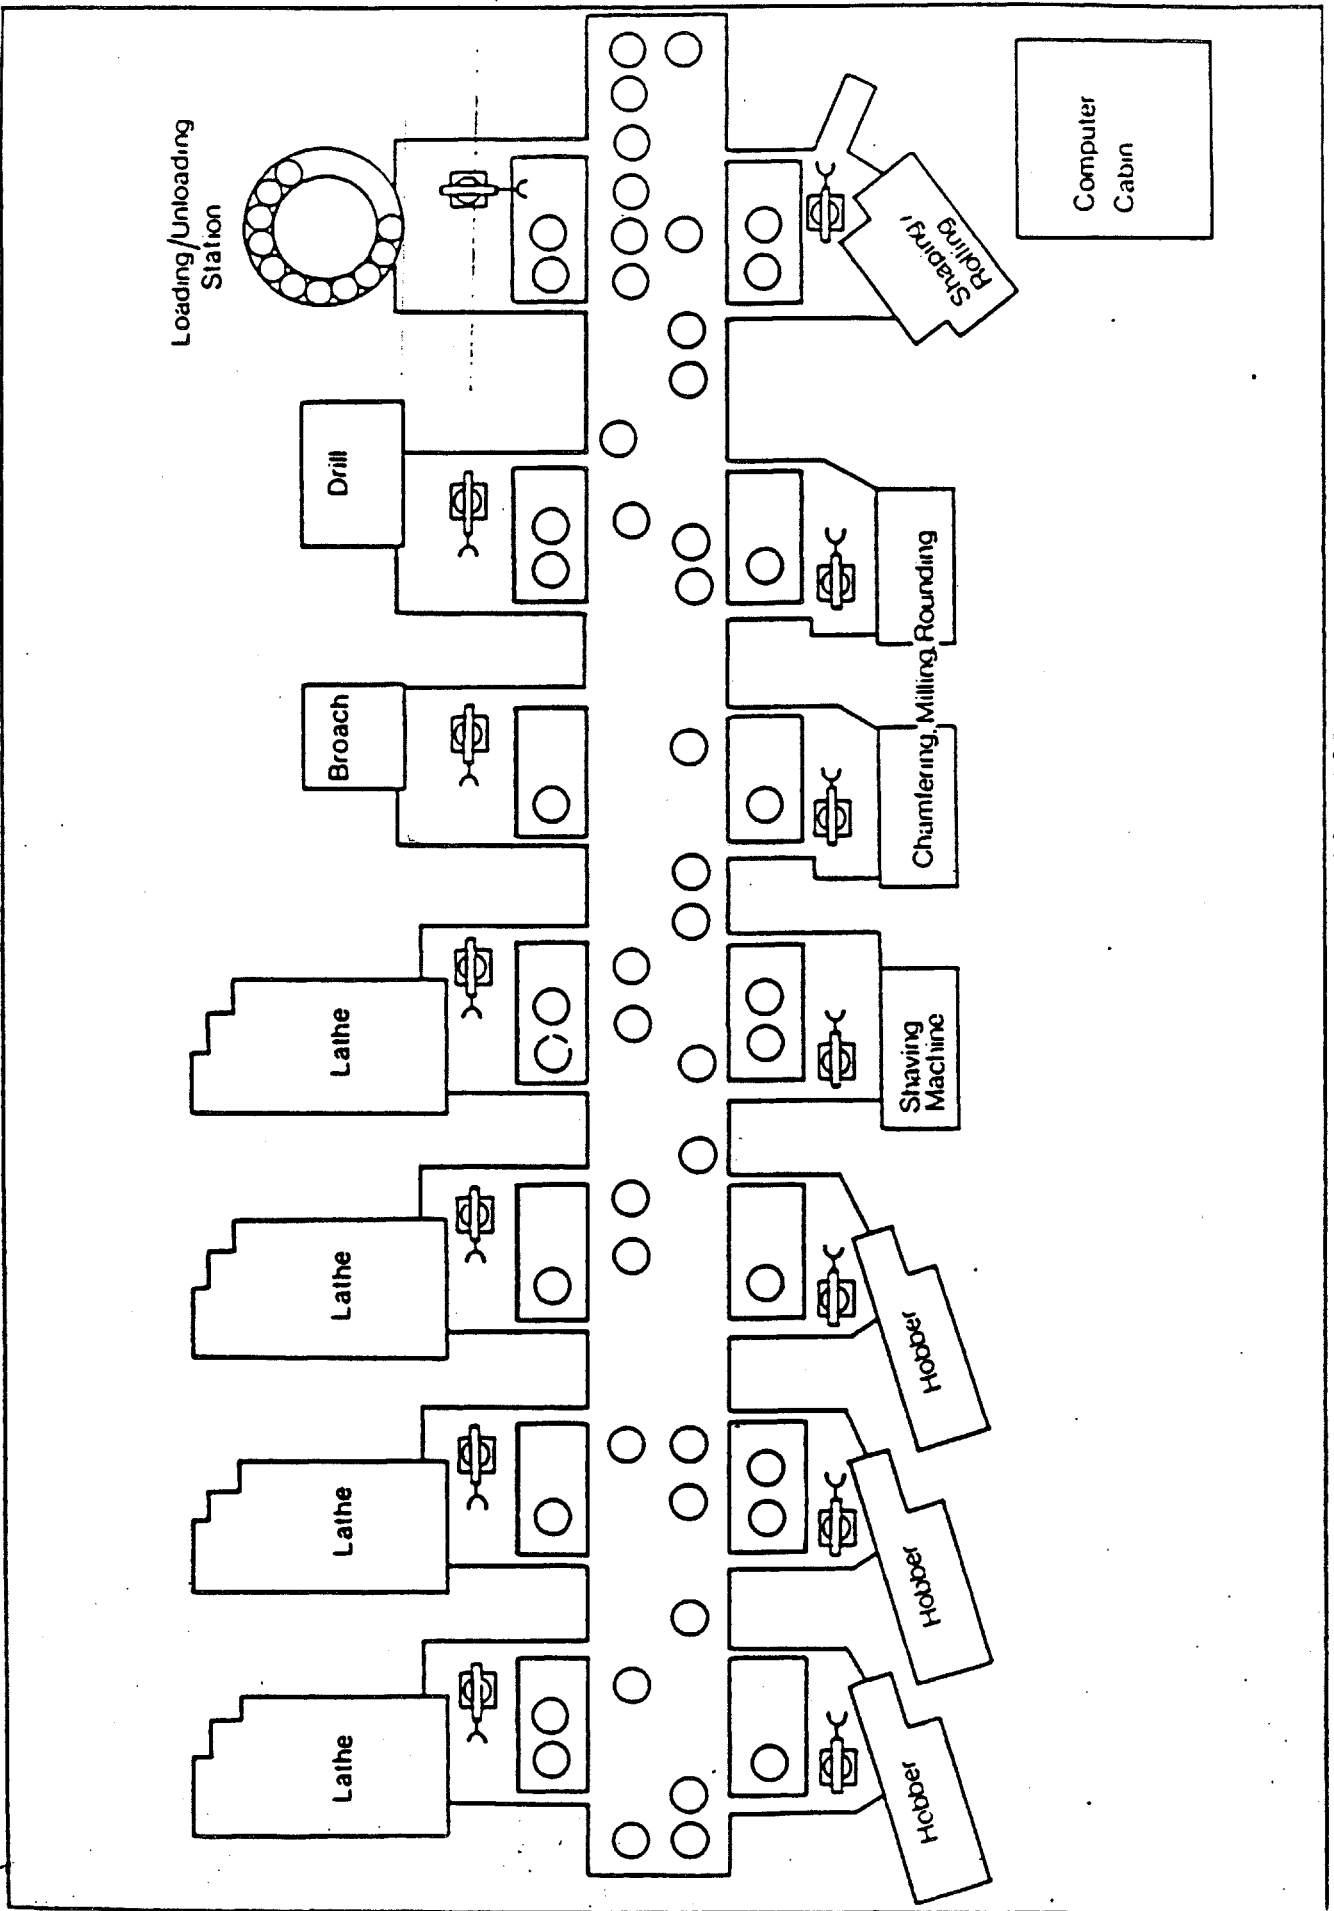 Loading/Unloading
Station
Computer
Cabin
Shaping,
Rolling
Drill
Broach
Chamfering, Milling, Rounding
Lathe
Shaving
Machine
Lathe
Hobber
Lathe
Hobber
Lathe
Hobber